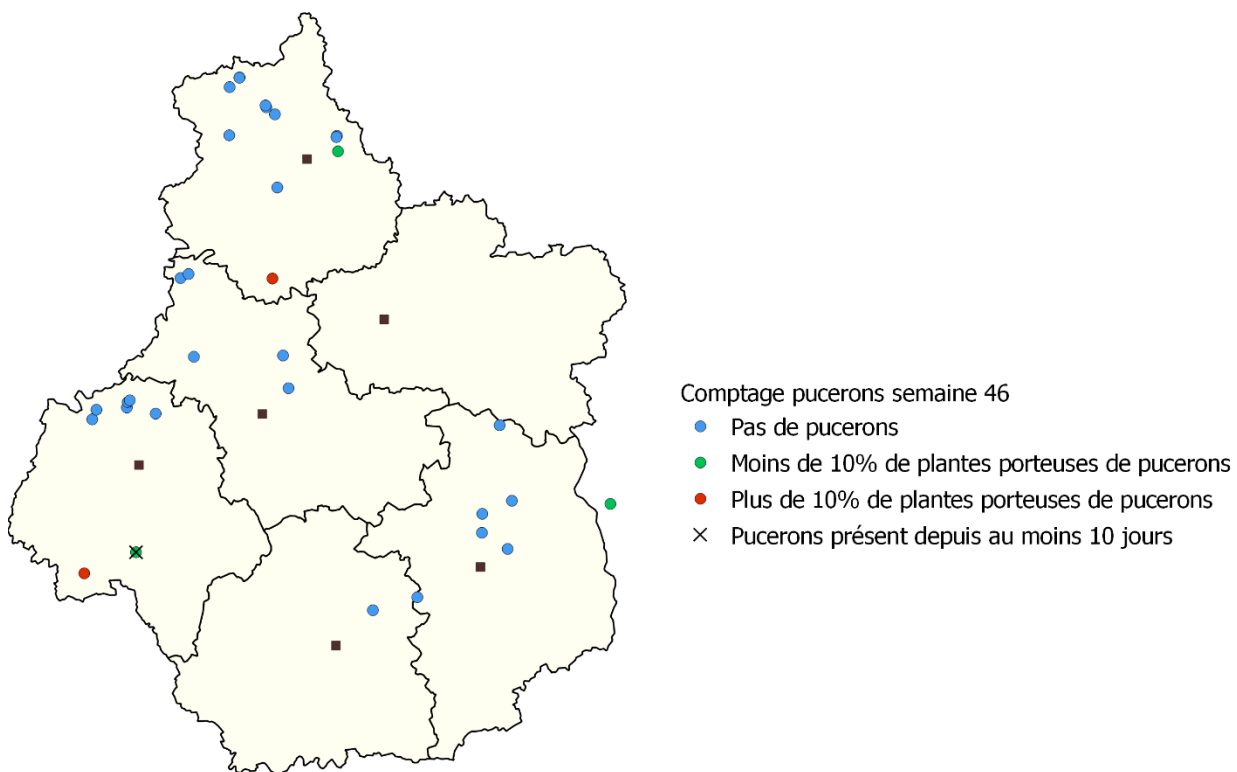 Comptage pucerons semaine 46
Pas de pucerons
Moins de 10% de plantes porteuses de pucerons
Plus de 10% de plantes porteuses de pucerons
Pucerons présent depuis au moins 10 jours